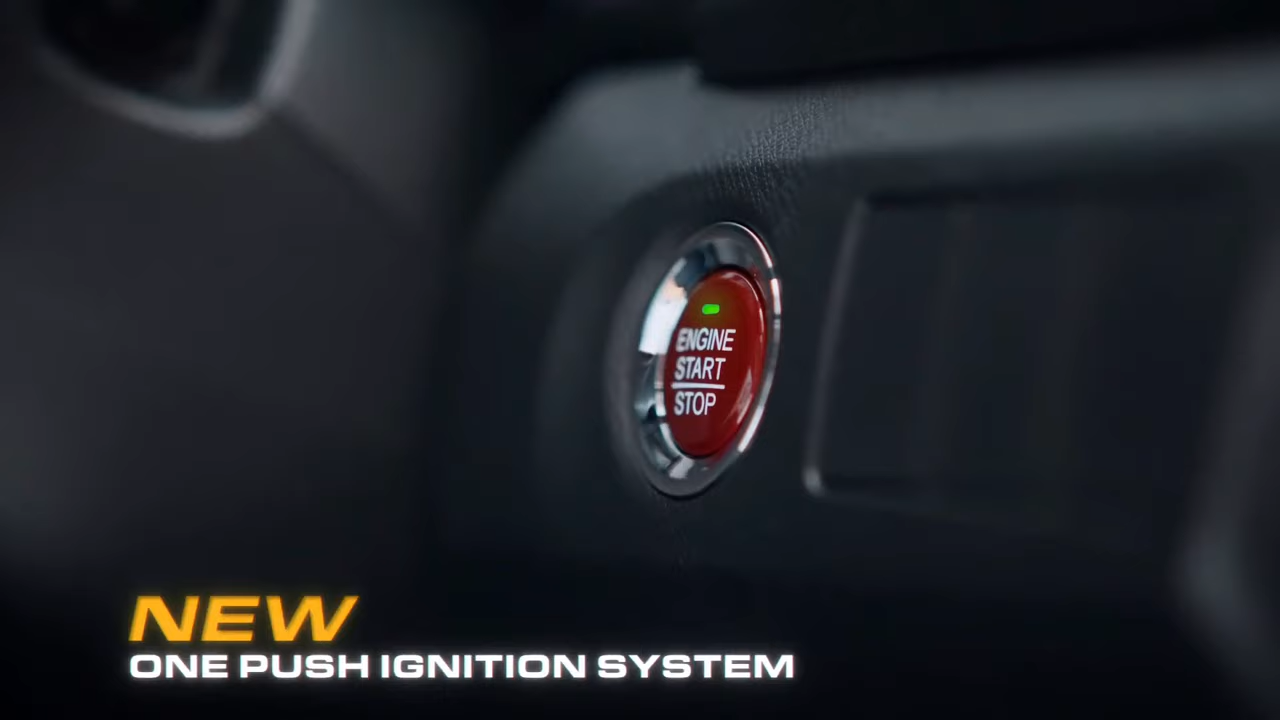 ENGINE
START
STOP
NEW
ONE PUSH IGNITION SYSTEM